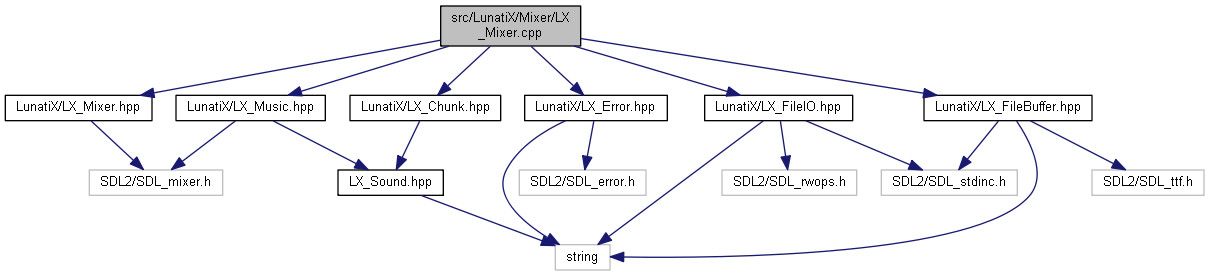 src/LunatiX/Mixer/LX
_Mixer.cpp
LunatiX/LX_Mixer.hpp
LunatiX/LX_Music.hpp
LunatiX/LX_Chunk.hpp
LunatiX/LX_Error.hpp
LunatiX/LX_FileIO.hpp
LunatiX/LX_FileBuffer.hpp
SDL2/SDL_mixer.h
LX_Sound.hpp
SDL2/SDL_error.h
SDL2/SDL_rwops.h
SDL2/SDL_stdinc.h
SDL2/SDL_ttf.h
string